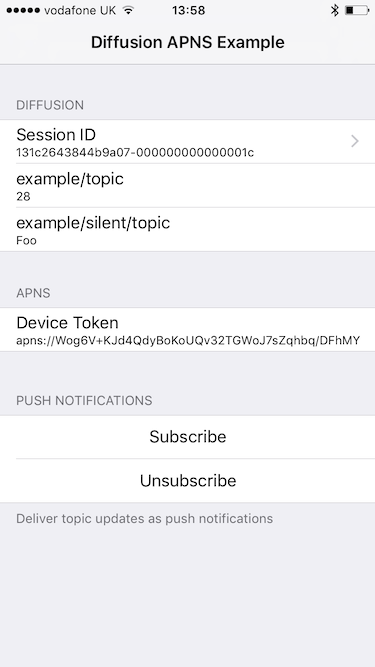 vodafone UK 13:58
Diffusion APNS Example
DIFFUSION
Session ID
131c2643844b9a07-000000000000001c
example/topic
28
example/silent/topic
Foo
APNS
Device Token
apns://Wog6V+KJd4QdyBoKoUQv32TGWoJ7sZqhbq/DFhMY
PUSH NOTIFICATIONS
Subscribe
Unsubscribe
Deliver topic updates as push notifications